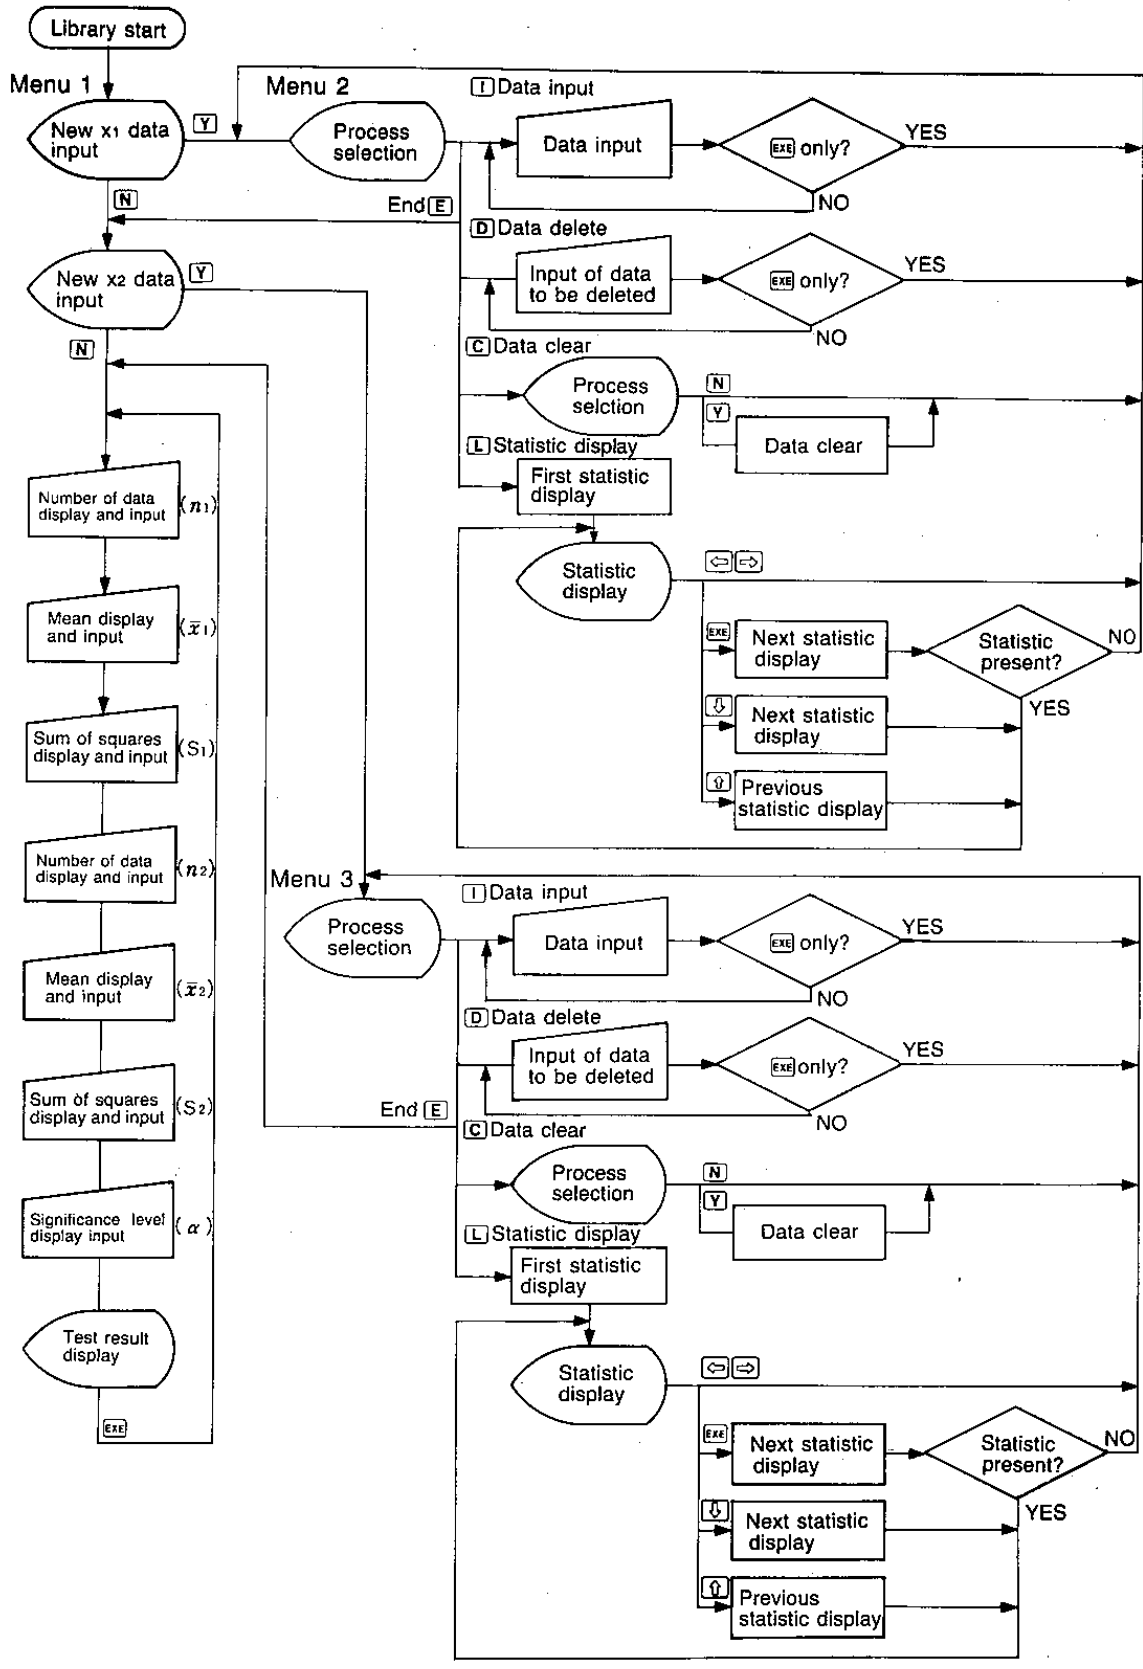 Library start
Menu 1
New x1 data
input
Y
N
Menu 2
Process
selection
End E
I Data input
Data input
EXE only?
YES
NO
D Data delete
Input of data
to be deleted
EXE only?
YES
NO
C Data clear
Process
selction
N
Y
Data clear
L Statistic display
First statistic
display
Statistic
display
⇦ ⇨
EXE
Next statistic
display
Statistic
present?
NO
YES
⇩
Next statistic
display
⇧
Previous
statistic display
New x2 data
input
Y
N
Number of data
display and input
(n1)
Mean display
and input
(x̄1)
Sum of squares
display and input
(S1)
Number of data
display and input
(n2)
Mean display
and input
(x̄2)
Sum of squares
display and input
(S2)
Significance level
display input
(α)
Test result
display
EXE
Menu 3
Process
selection
End E
I Data input
Data input
EXE only?
YES
NO
D Data delete
Input of data
to be deleted
EXE only?
YES
NO
C Data clear
Process
selection
N
Y
Data clear
L Statistic display
First statistic
display
Statistic
display
⇦ ⇨
EXE
Next statistic
display
Statistic
present?
NO
YES
⇩
Next statistic
display
⇧
Previous
statistic display